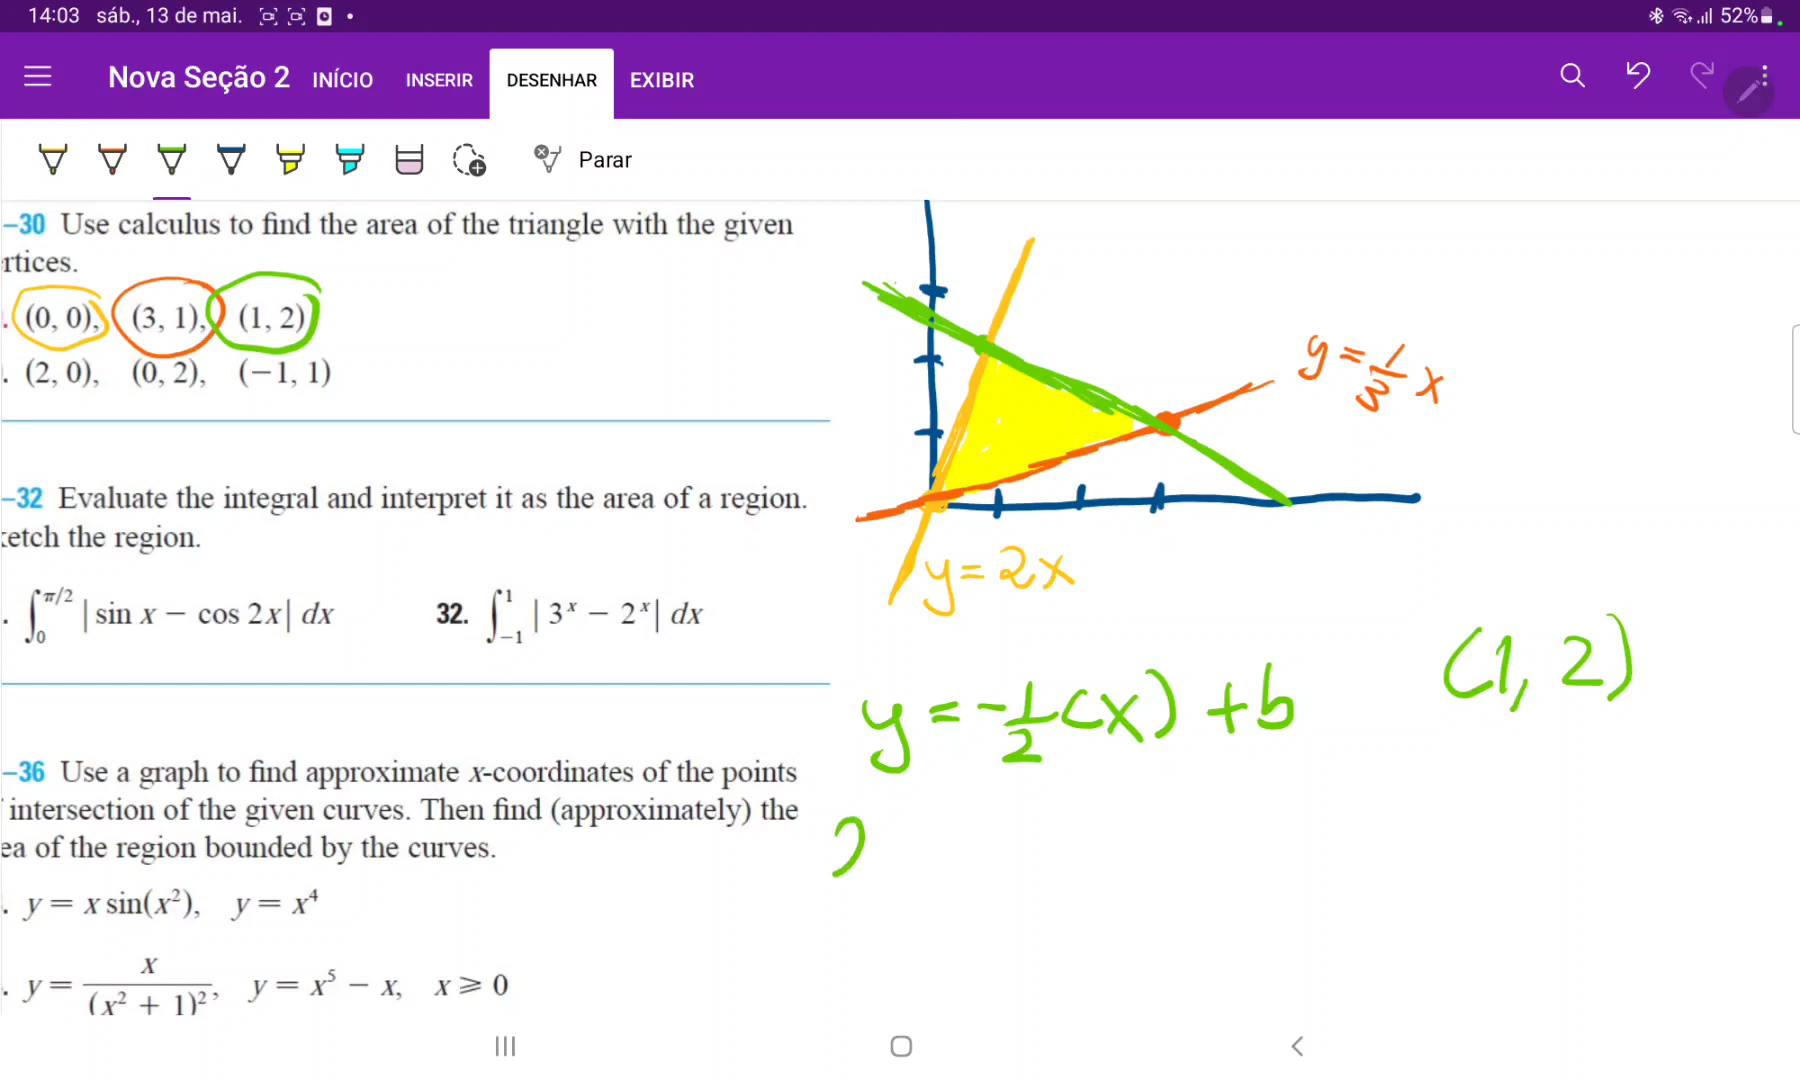 14:03 sáb., 13 de mai. 52%
Nova Seção 2 INÍCIO INSERIR DESENHAR EXIBIR
Parar
–30 Use calculus to find the area of the triangle with the given
rtices.
. (0, 0), (3, 1), (1, 2)
. (2, 0), (0, 2), (−1, 1)
–32 Evaluate the integral and interpret it as the area of a region.
etch the region.
. ∫₀^π/2 | sin x − cos 2x | dx 32. ∫₋₁^1 | 3ˣ − 2ˣ | dx
–36 Use a graph to find approximate x-coordinates of the points
intersection of the given curves. Then find (approximately) the
ea of the region bounded by the curves.
. y = x sin(x²), y = x⁴
. y = x/(x² + 1)², y = x⁵ − x, x ⩾ 0
y = 1/3 x
y = 2x
(1, 2)
y = -1/2 (x) + b